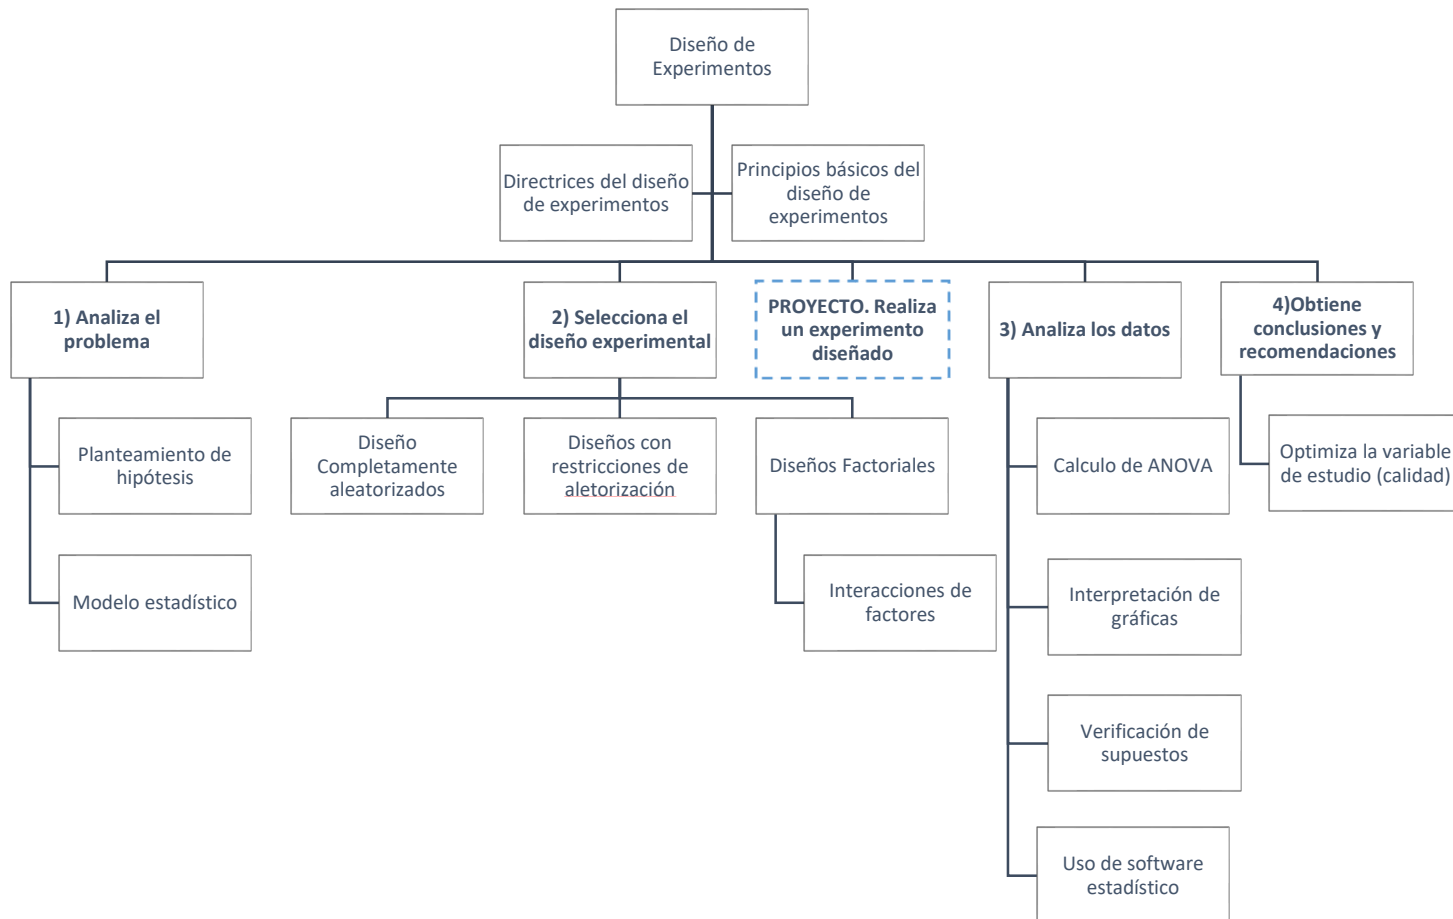 Diseño de
Experimentos
Directrices del diseño
de experimentos
Principios básicos del
diseño de
experimentos
1) Analiza el
problema
2) Selecciona el
diseño experimental
PROYECTO. Realiza
un experimento
diseñado
3) Analiza los datos
4)Obtiene
conclusiones y
recomendaciones
Planteamiento de
hipótesis
Diseño
Completamente
aleatorizados
Diseños con
restricciones de
aletorización
Diseños Factoriales
Calculo de ANOVA
Optimiza la variable
de estudio (calidad)
Modelo estadístico
Interacciones de
factores
Interpretación de
gráficas
Verificación de
supuestos
Uso de software
estadístico